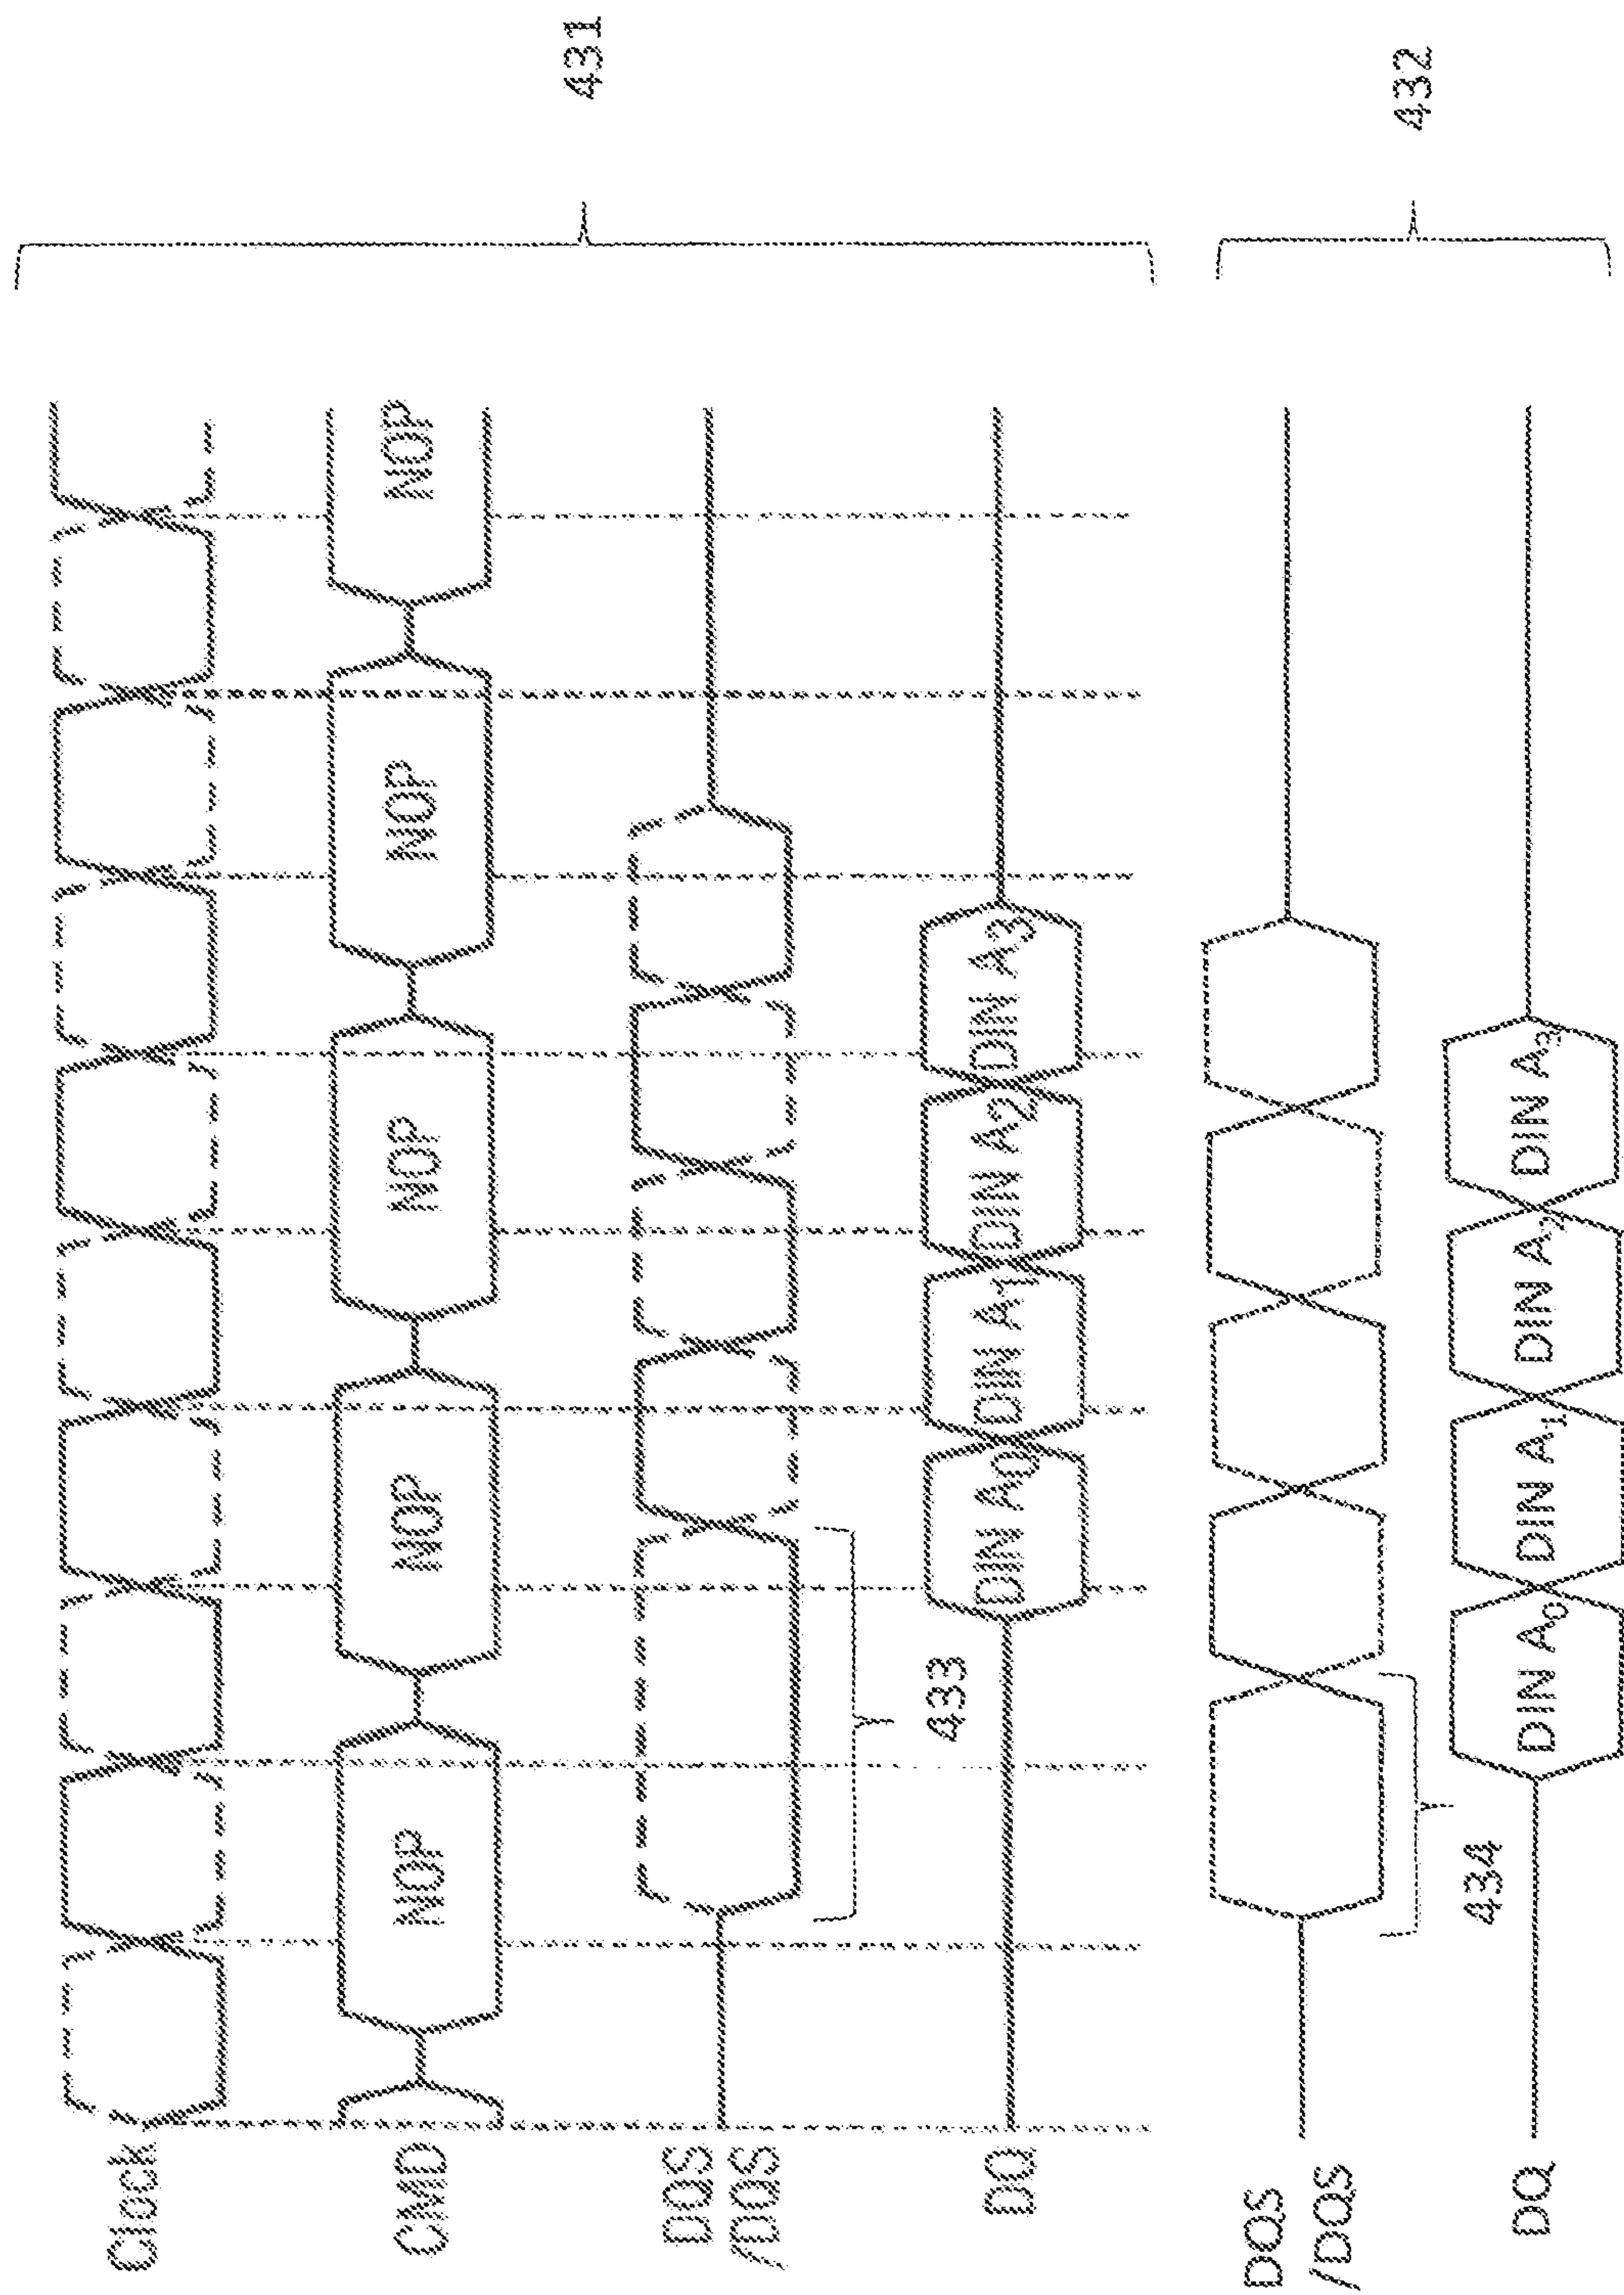 Clock
CMD
NOP NOP NOP NOP NOP
DQS
/DQS
433
DQ
DIN A0 DIN A1 DIN A2 DIN A3
431
DQS
/DQS
434
DQ
DIN A0 DIN A1 DIN A2 DIN A3
432